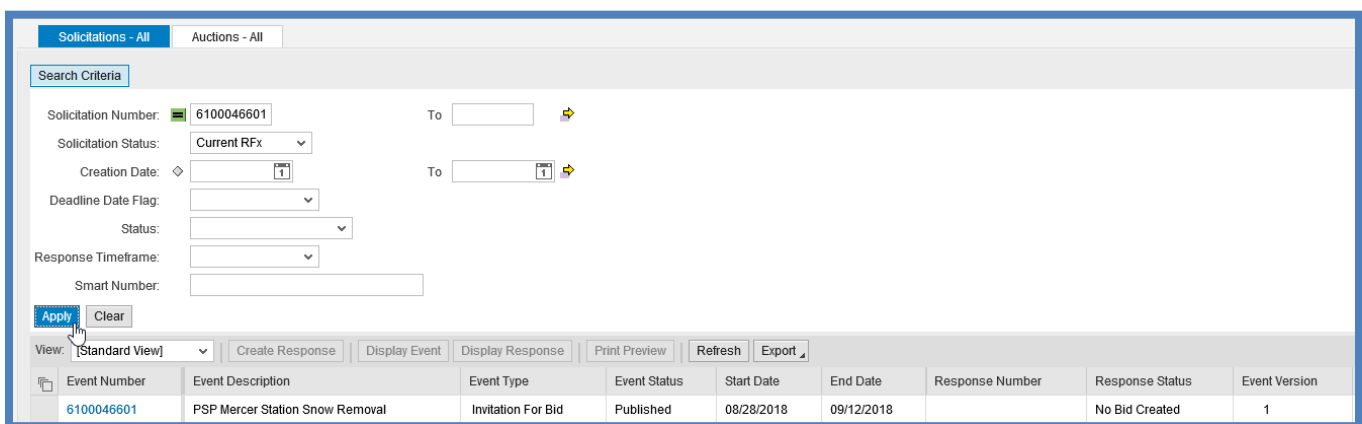 Solicitations - All Auctions - All
Search Criteria
Solicitation Number: 6100046601 To
Solicitation Status: Current RFx
Creation Date: 1 To 1
Deadline Date Flag:
Status:
Response Timeframe:
Smart Number:
Apply Clear
View: [Standard View] Create Response Display Event Display Response Print Preview Refresh Export
Event Number Event Description Event Type Event Status Start Date End Date Response Number Response Status Event Version
6100046601 PSP Mercer Station Snow Removal Invitation For Bid Published 08/28/2018 09/12/2018 No Bid Created 1